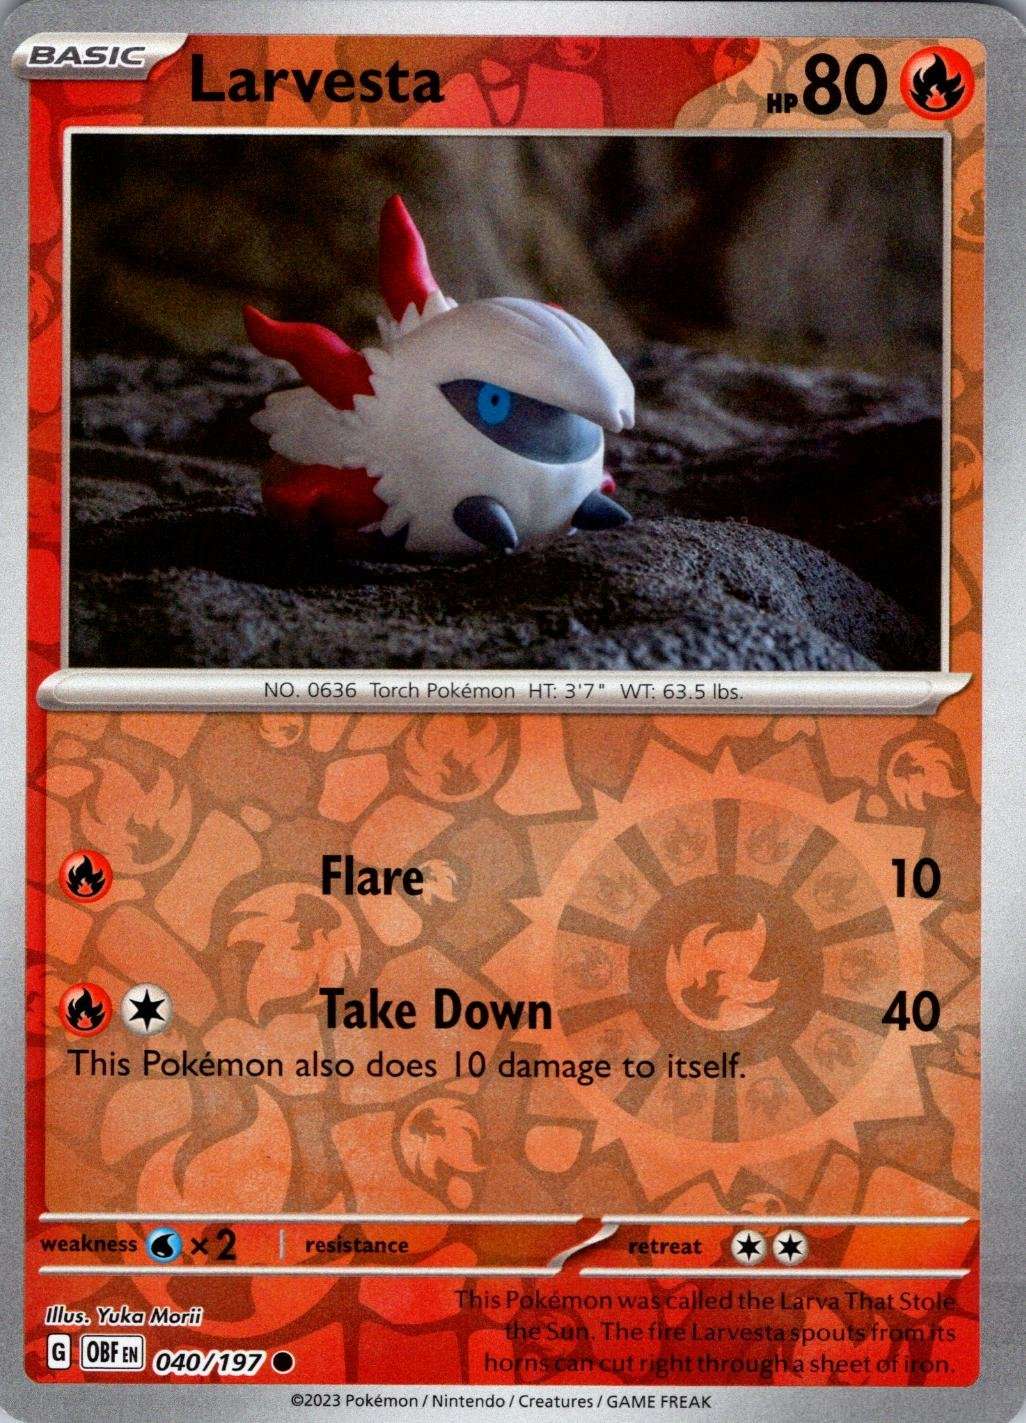 BASIC
Larvesta
HP 80
NO. 0636 Torch Pokémon HT: 3'7" WT: 63.5 lbs.
Flare 10
Take Down 40
This Pokémon also does 10 damage to itself.
weakness ×2 resistance retreat
Illus. Yuka Morii
This Pokémon was called the Larva That Stole
the Sun. The fire Larvesta spouts from its
horns can cut right through a sheet of iron.
G OBF EN 040/197
©2023 Pokémon / Nintendo / Creatures / GAME FREAK